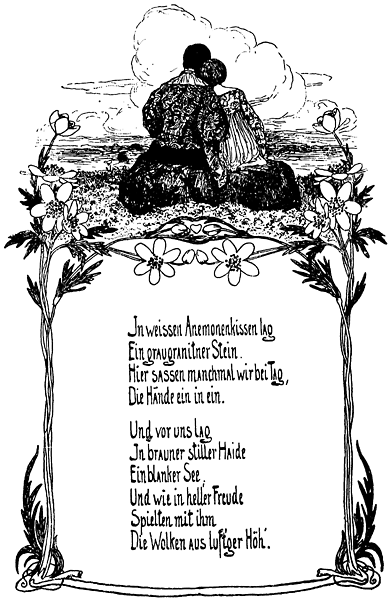 In weissen Anemonenkissen lag
Ein graugranitner Stein.
Hier sassen manchmal wir bei Tag,
Die Hände ein in ein.
Und vor uns lag
In brauner stiller Haide
Ein blanker See,
Und wie in heller Freude
Spielten mit ihm
Die Wolken aus luft'ger Höh'.